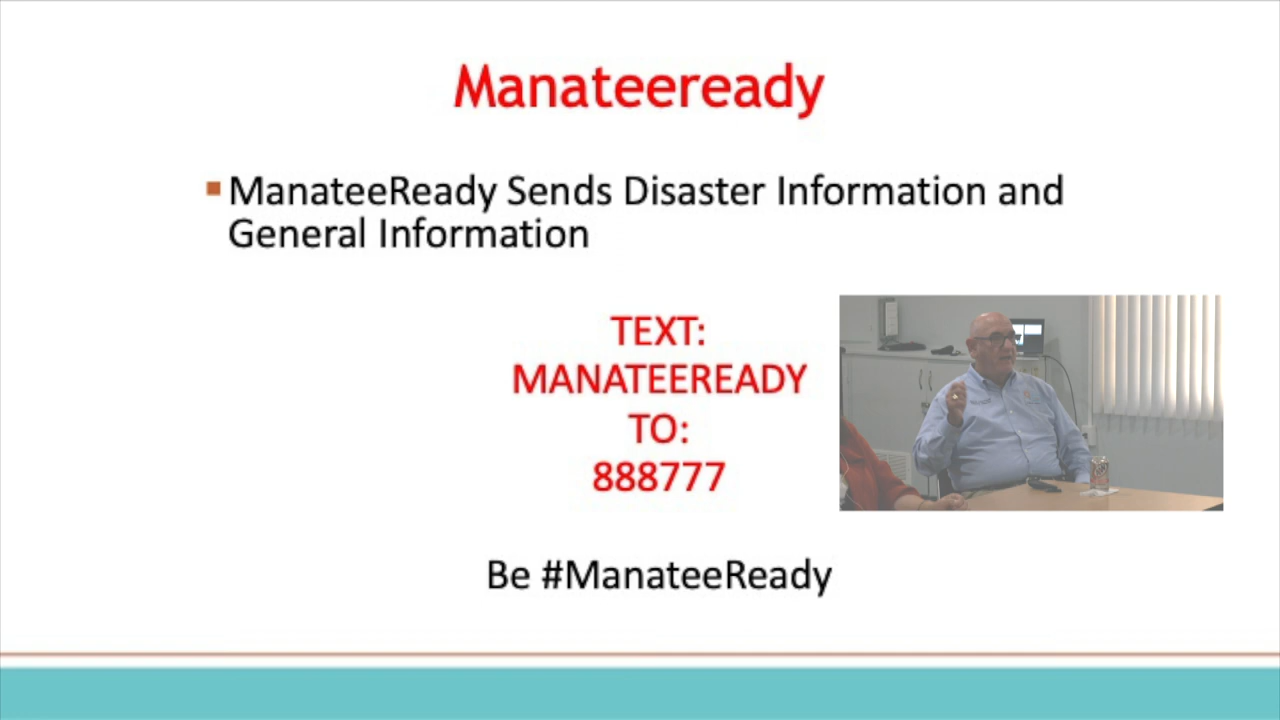 Manateeready
ManateeReady Sends Disaster Information and
General Information
TEXT:
MANATEEREADY
TO:
888777
Be #ManateeReady